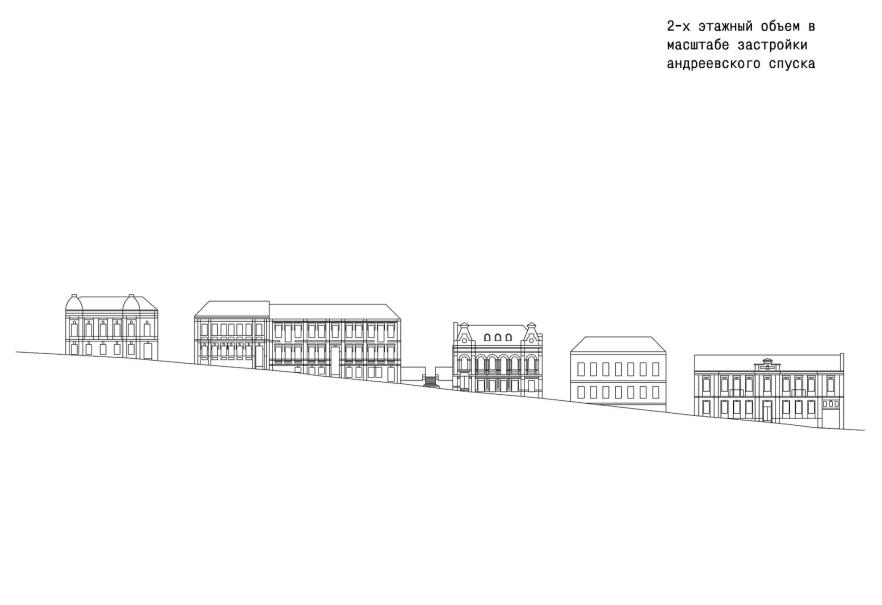 2-х этажный объем в
масштабе застройки
андреевского спуска